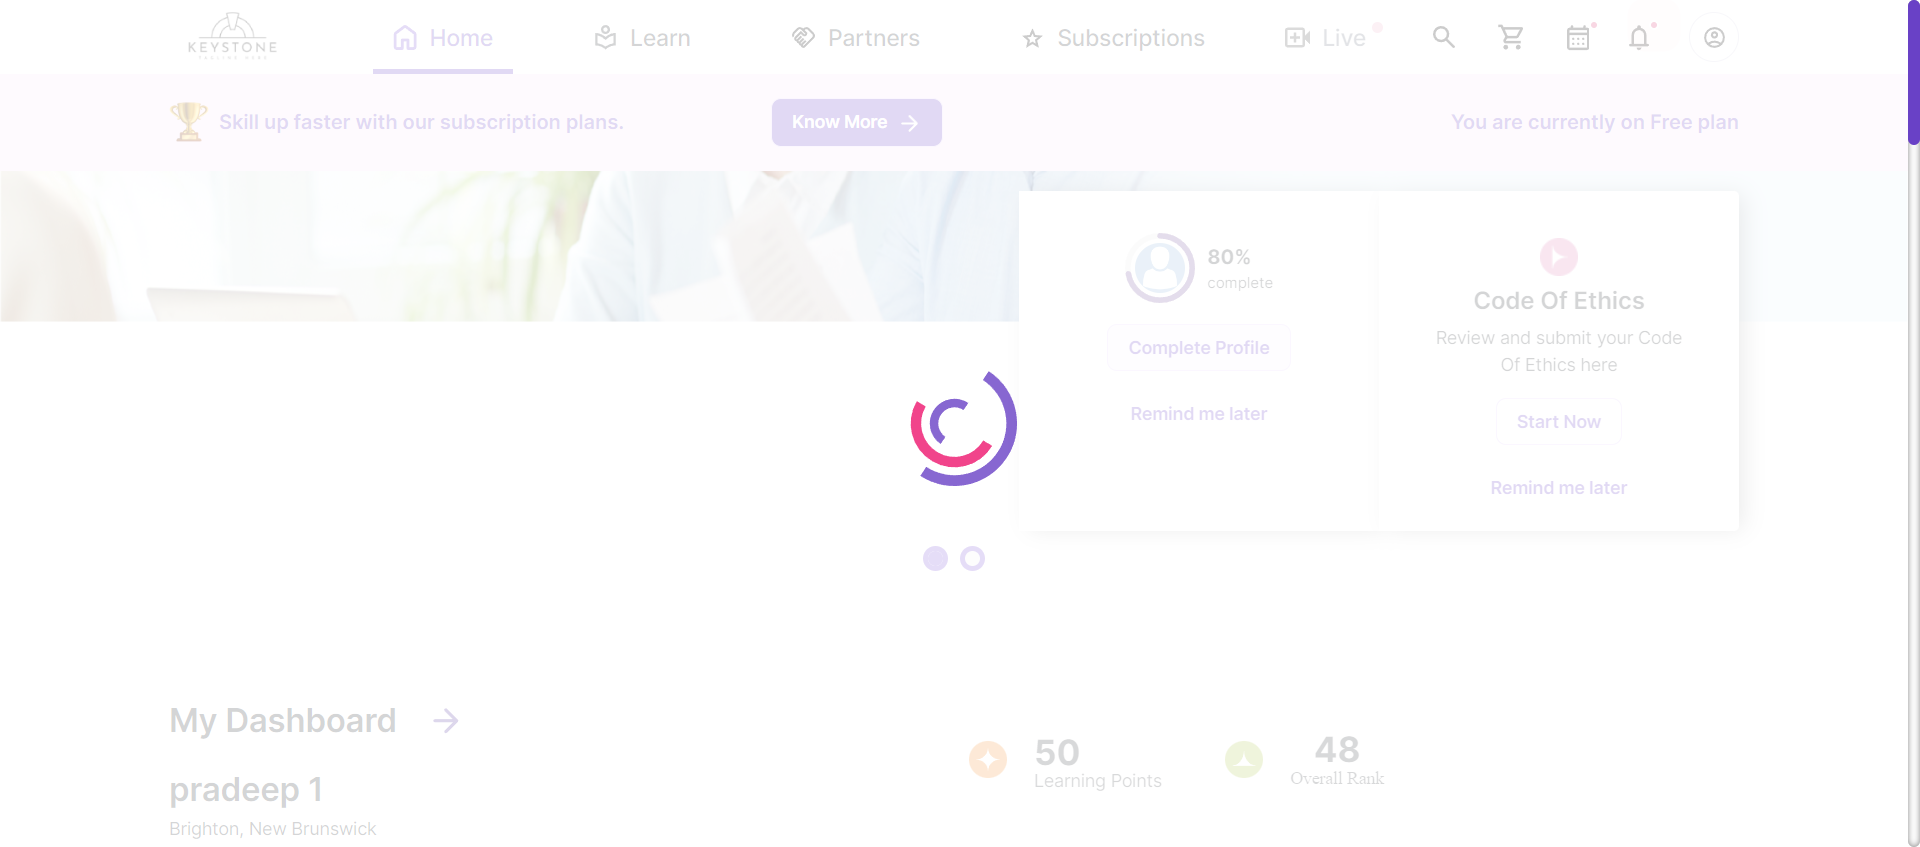 KEYSTONE
TAGLINE HERE
Home
Learn
Partners
Subscriptions
Live
Skill up faster with our subscription plans.
Know More
You are currently on Free plan
80%
complete
Complete Profile
Remind me later
Code Of Ethics
Review and submit your Code
Of Ethics here
Start Now
Remind me later
My Dashboard
50
Learning Points
48
Overall Rank
pradeep 1
Brighton, New Brunswick